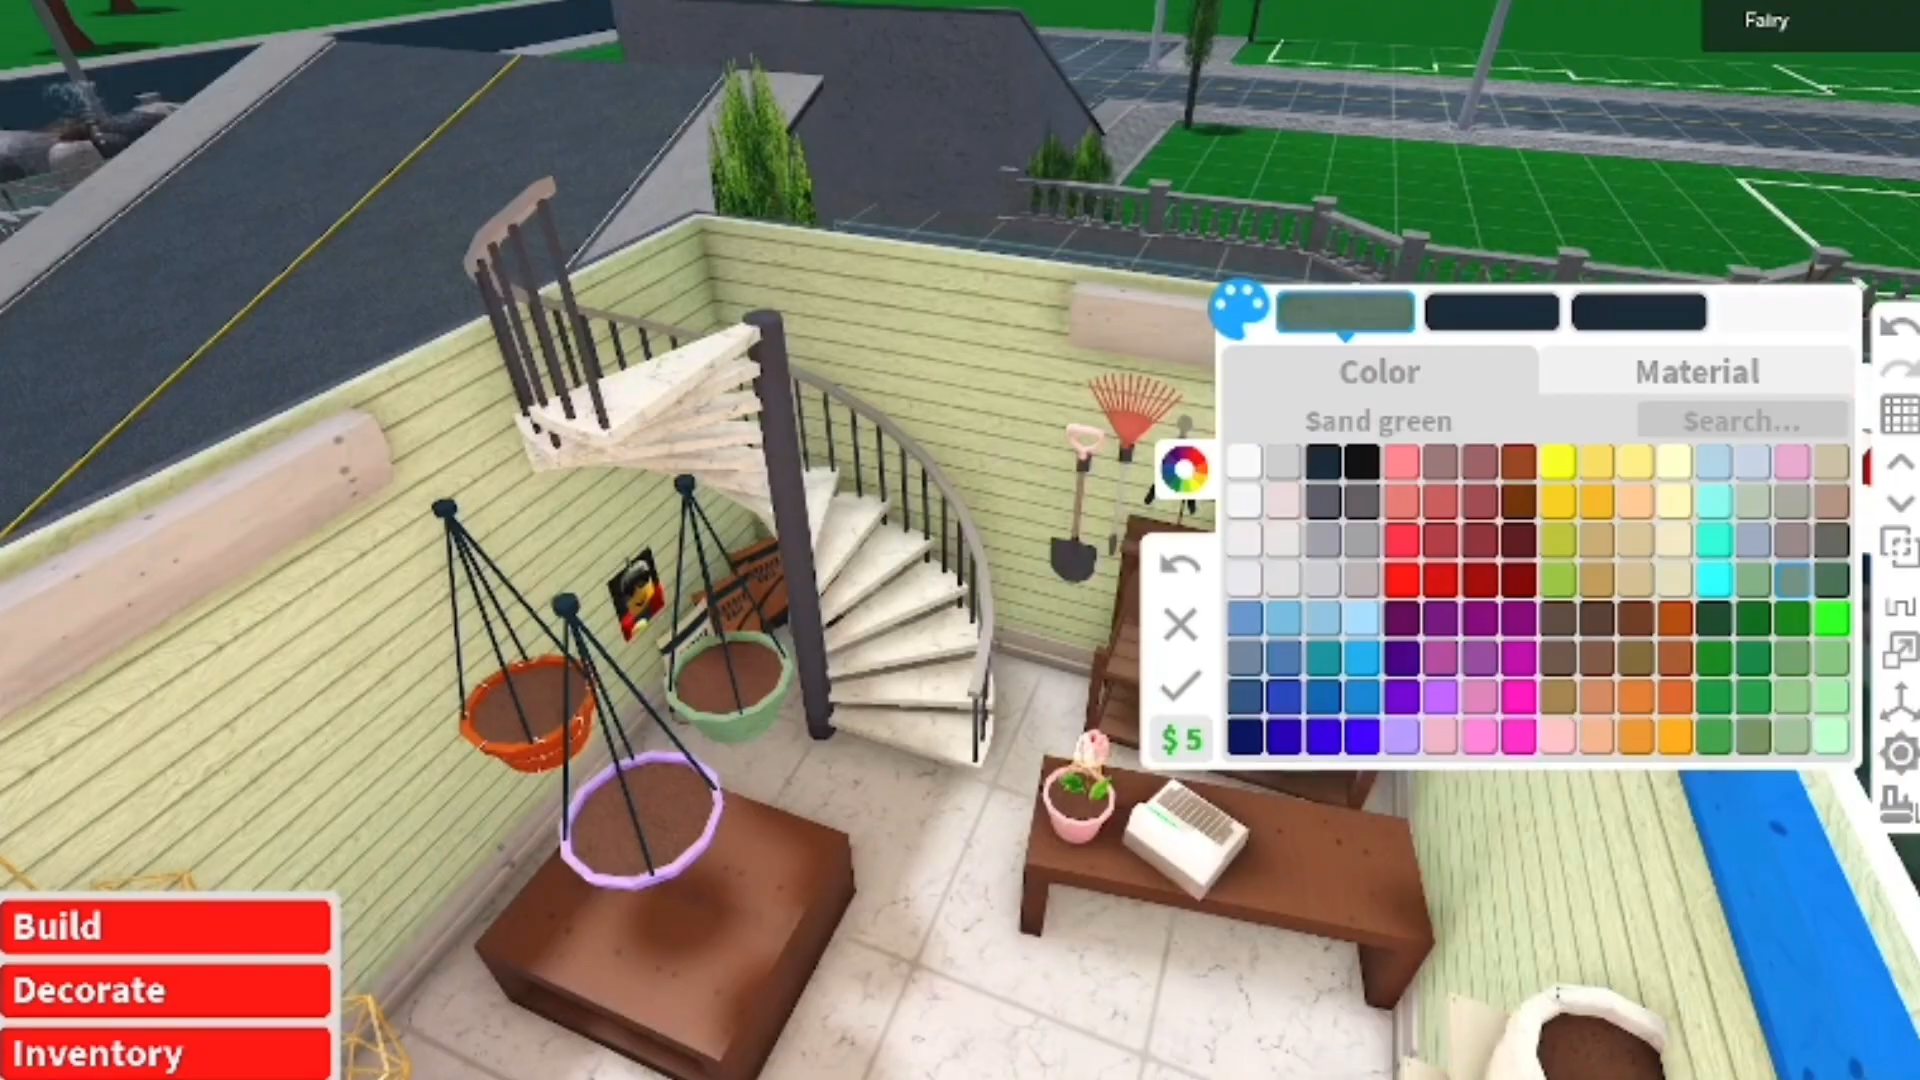 Fairy
Color
Material
Sand green
Search...
$ 5
Build
Decorate
Inventory